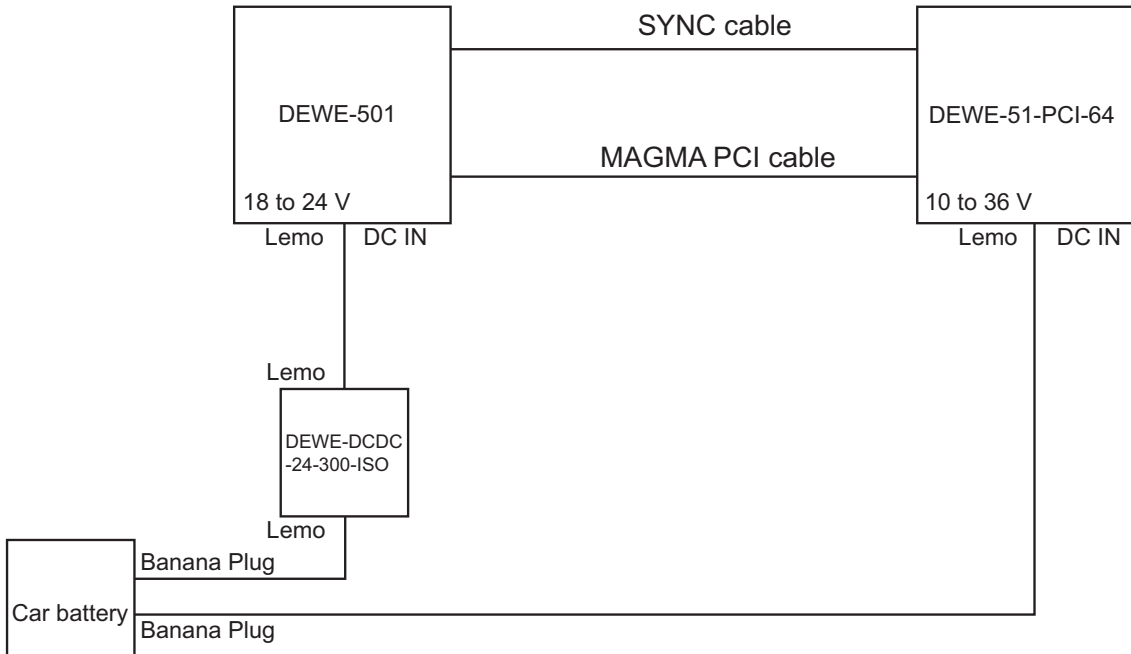 SYNC cable
DEWE-501
DEWE-51-PCI-64
MAGMA PCI cable
18 to 24 V
10 to 36 V
Lemo DC IN
Lemo DC IN
Lemo
DEWE-DCDC
-24-300-ISO
Lemo
Banana Plug
Car battery
Banana Plug